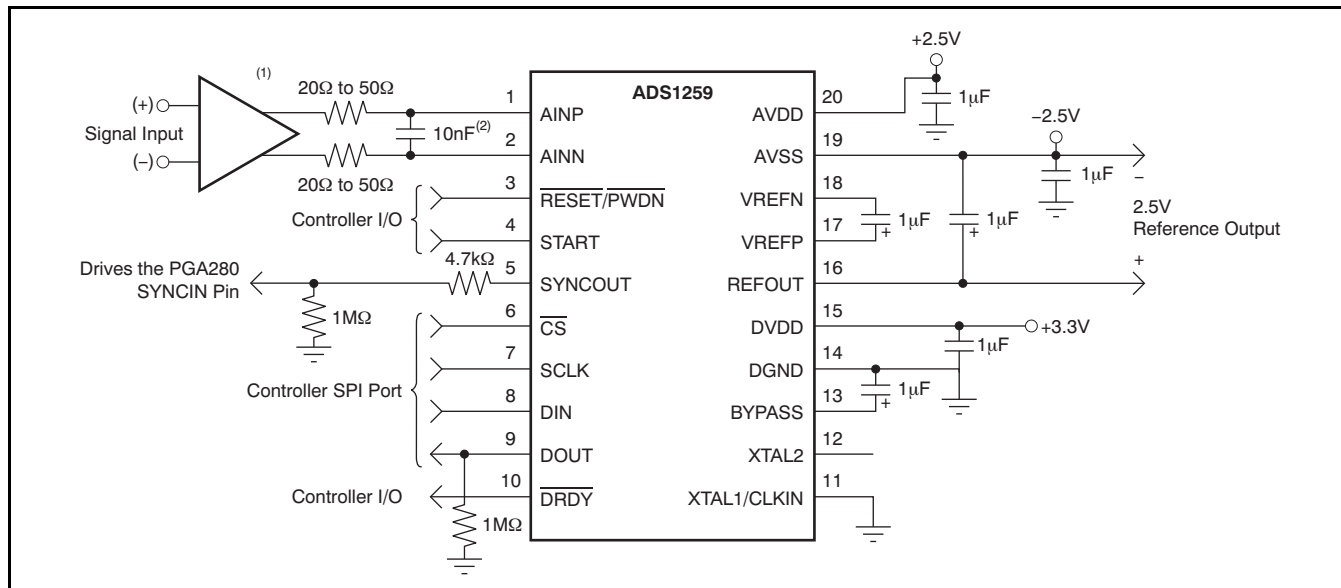 (1)
(+)
Signal Input
(−)
20Ω to 50Ω
20Ω to 50Ω
10nF(2)
Controller I/O
Drives the PGA280
SYNCIN Pin
4.7kΩ
1MΩ
Controller SPI Port
Controller I/O
1MΩ
ADS1259
1 AINP
2 AINN
3 RESET/PWDN
4 START
5 SYNCOUT
6 CS
7 SCLK
8 DIN
9 DOUT
10 DRDY
20 AVDD
19 AVSS
18 VREFN
17 VREFP
16 REFOUT
15 DVDD
14 DGND
13 BYPASS
12 XTAL2
11 XTAL1/CLKIN
+2.5V
1μF
−2.5V
1μF
−
1μF
+
1μF
+
2.5V
Reference Output
+
+3.3V
1μF
1μF
+